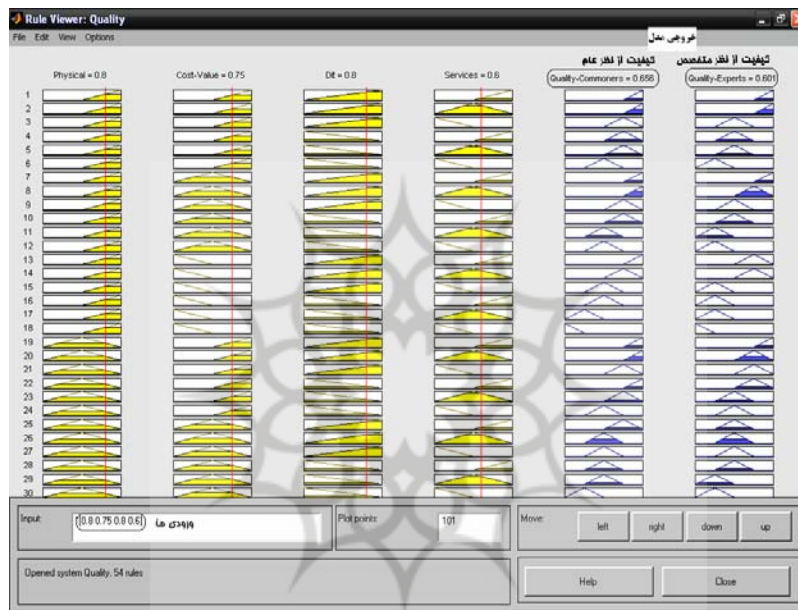 Rule Viewer: Quality
File Edit View Options
خروجی مدل
کیفیت از نظر عام
کیفیت از نظر متخصص
Physical = 0.8
Cost-Value = 0.75
Dit = 0.8
Services = 0.6
Quality-Commoners = 0.656
Quality-Experts = 0.601
1
2
3
4
5
6
7
8
9
10
11
12
13
14
15
16
17
18
19
20
21
22
23
24
25
26
27
28
29
30
Input:
[0.8 0.75 0.8 0.6]
ورودی ها
Plot points:
101
Move:
left
right
down
up
Opened system Quality, 54 rules
Help
Close